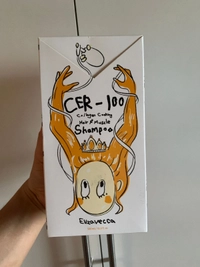 CER-100
Collagen Coating
Hair Muscle
Shampoo
Elizavecca